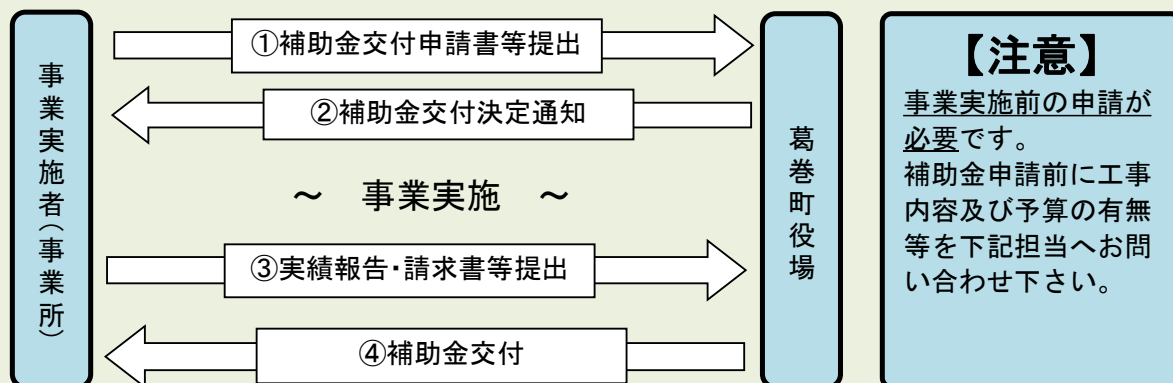 事業実施者（事業所）
①補助金交付申請書等提出
②補助金交付決定通知
～　事業実施　～
③実績報告・請求書等提出
④補助金交付
葛巻町役場
【注意】
事業実施前の申請が
必要です。
補助金申請前に工事
内容及び予算の有無
等を下記担当へお問
い合わせ下さい。